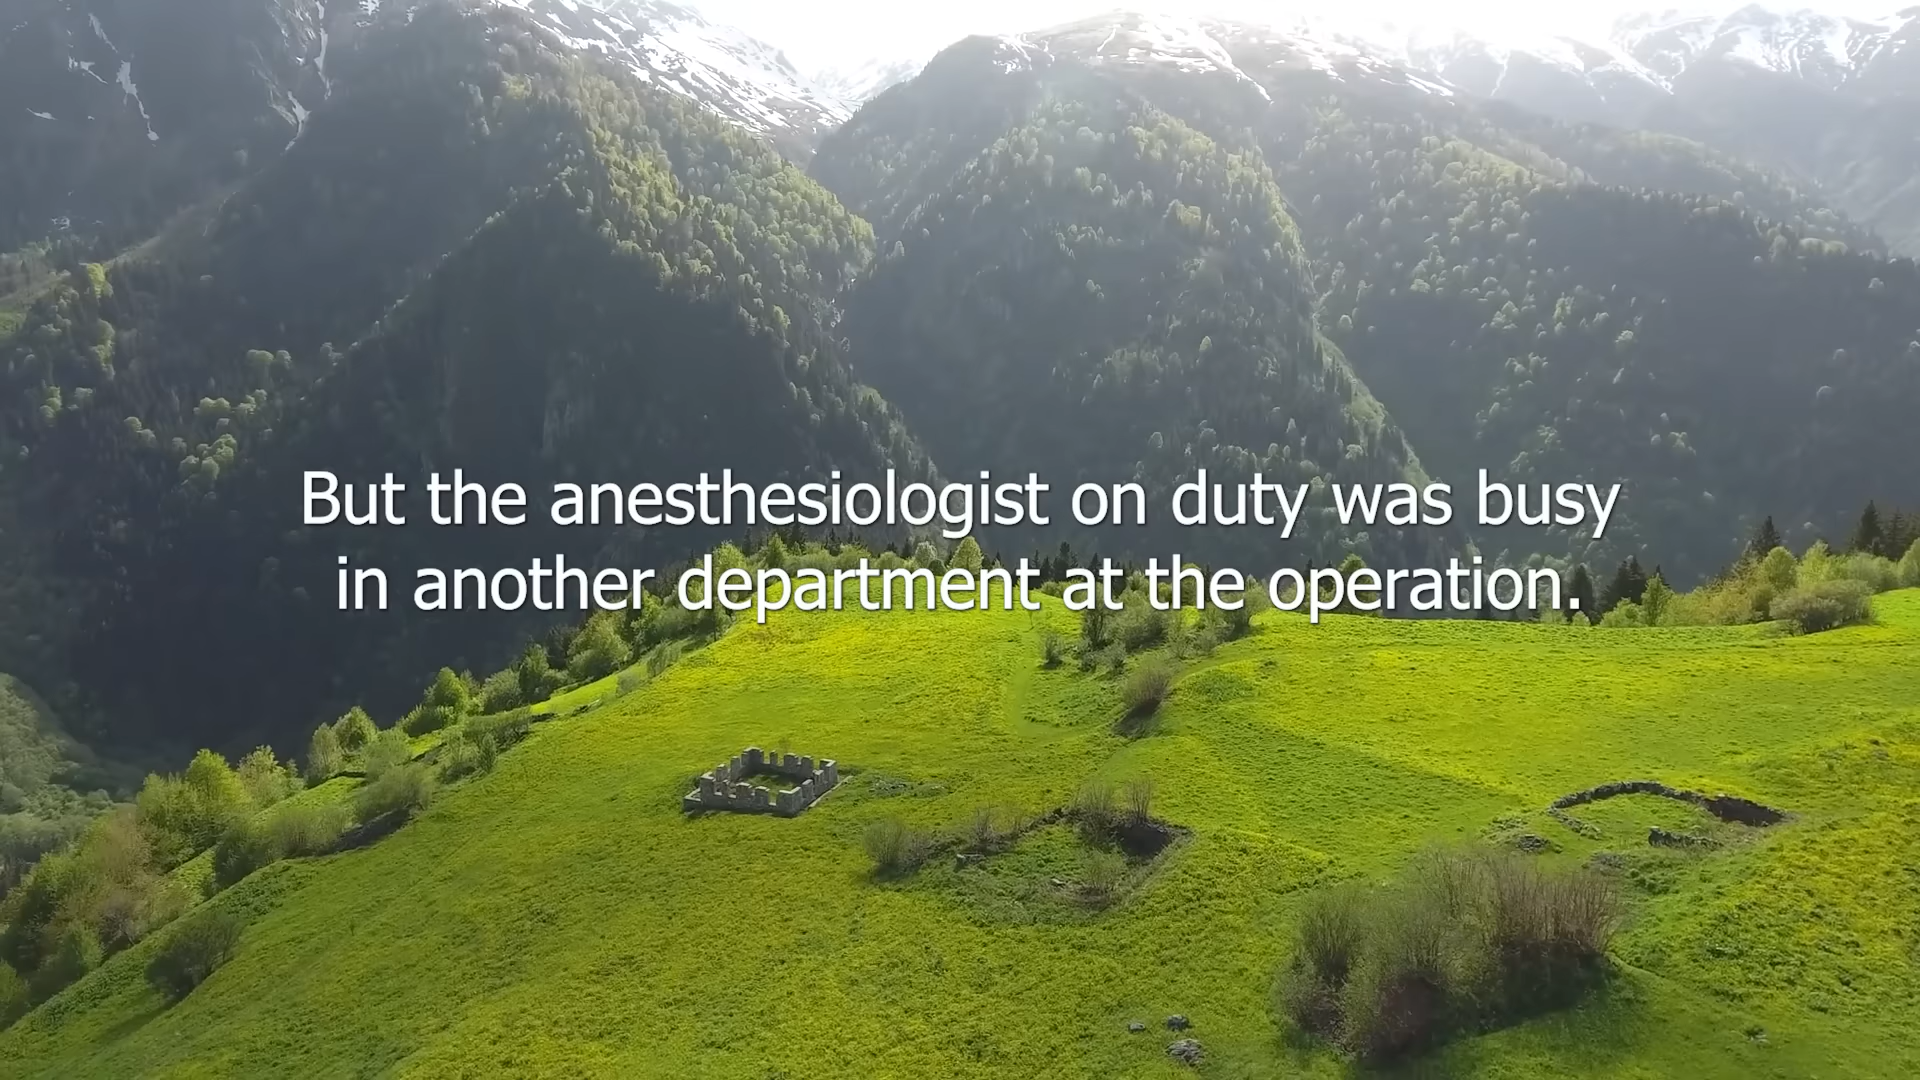 But the anesthesiologist on duty was busy
in another department at the operation.